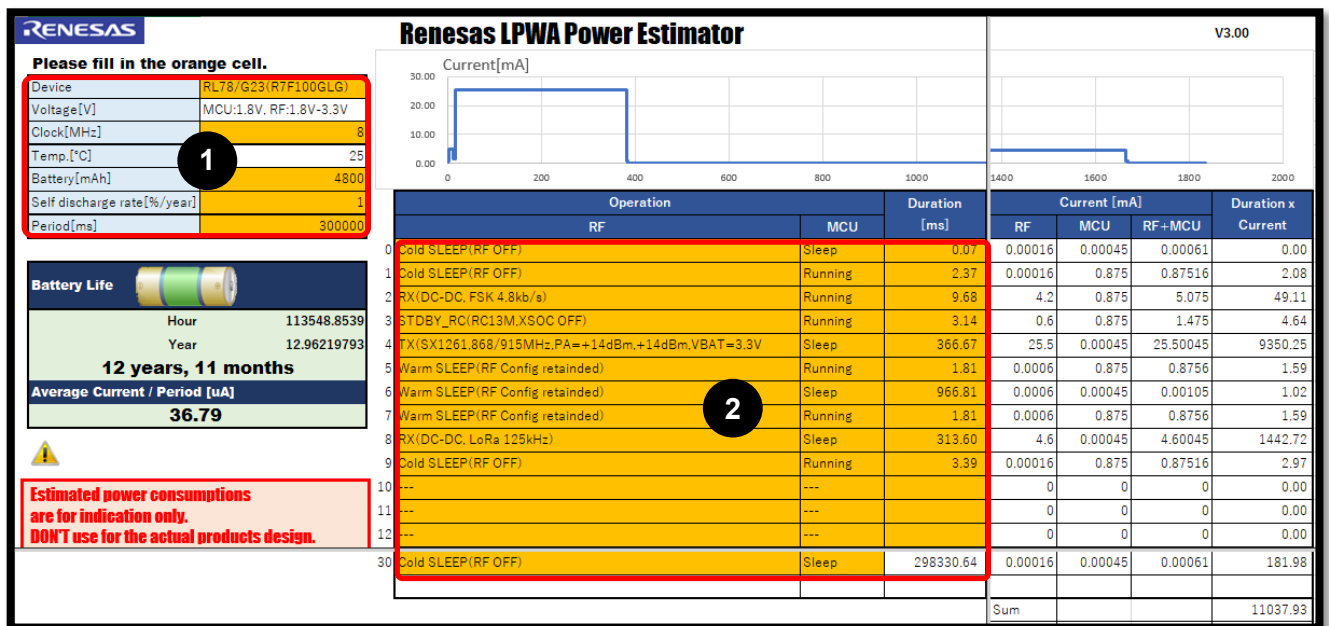 RENESAS
Renesas LPWA Power Estimator
V3.00
Please fill in the orange cell.
Device RL78/G23(R7F100GLG)
Voltage[V] MCU:1.8V, RF:1.8V-3.3V
Clock[MHz] 8
Temp.[°C] 25
Battery[mAh] 4800
Self discharge rate[%/year] 1
Period[ms] 300000
1
Current[mA]
30.00
20.00
10.00
0.00
0 200 400 600 800 1000 1400 1600 1800 2000
Operation Duration [ms] Current [mA] Duration x Current
RF MCU RF MCU RF+MCU
0 Cold SLEEP(RF OFF) Sleep 0.07 0.00016 0.00045 0.00061 0.00
1 Cold SLEEP(RF OFF) Running 2.37 0.00016 0.875 0.87516 2.08
2 RX(DC-DC, FSK 4.8kb/s) Running 9.68 4.2 0.875 5.075 49.11
3 STDBY_RC(RC13M,XSOC OFF) Running 3.14 0.6 0.875 1.475 4.64
4 TX(SX1261,868/915MHz,PA=+14dBm,+14dBm,VBAT=3.3V Sleep 366.67 25.5 0.00045 25.50045 9350.25
5 Warm SLEEP(RF Config retainded) Running 1.81 0.0006 0.875 0.8756 1.59
6 Warm SLEEP(RF Config retainded) Sleep 966.81 0.0006 0.00045 0.00105 1.02
7 Warm SLEEP(RF Config retainded) Running 1.81 0.0006 0.875 0.8756 1.59
8 RX(DC-DC, LoRa 125kHz) Sleep 313.60 4.6 0.00045 4.60045 1442.72
9 Cold SLEEP(RF OFF) Running 3.39 0.00016 0.875 0.87516 2.97
10 --- --- 0 0 0 0.00
11 --- --- 0 0 0 0.00
12 --- --- 0 0 0 0.00
30 Cold SLEEP(RF OFF) Sleep 298330.64 0.00016 0.00045 0.00061 181.98
Sum 11037.93
2
Battery Life
Hour 113548.8539
Year 12.96219793
12 years, 11 months
Average Current / Period [uA]
36.79
Estimated power consumptions
are for indication only.
DON'T use for the actual products design.